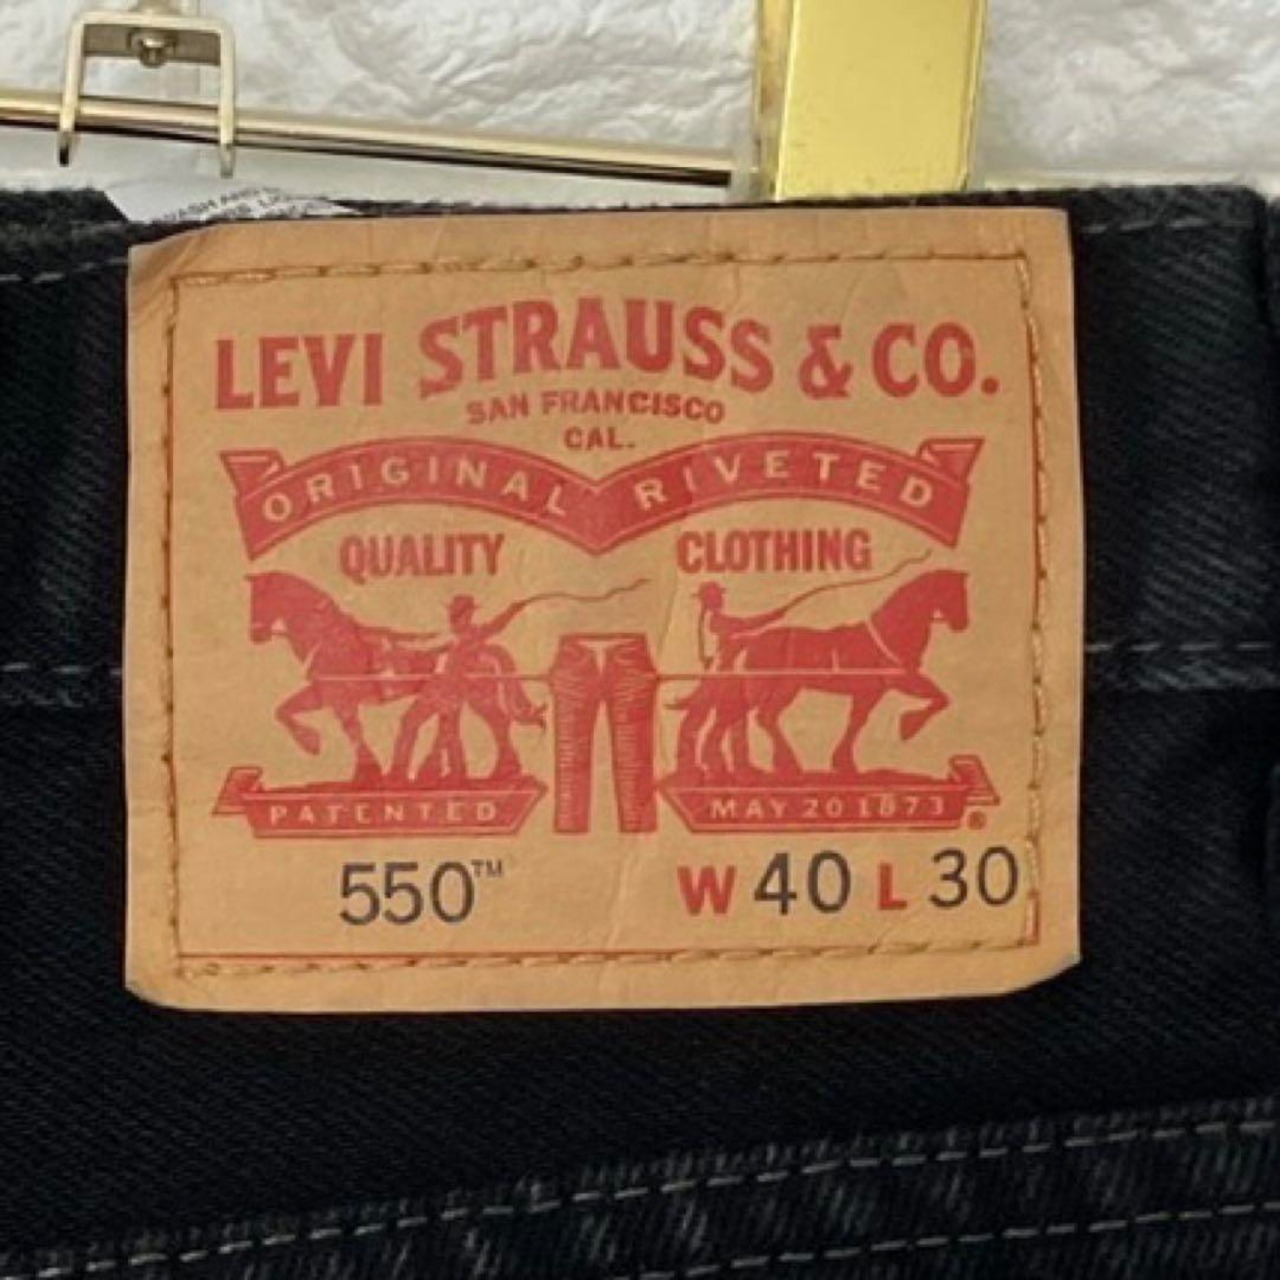 LEVI STRAUSS & CO.
SAN FRANCISCO
CAL.
ORIGINAL RIVETED
QUALITY CLOTHING
PATENTED MAY 20 1873 ®
550™ W 40 L 30